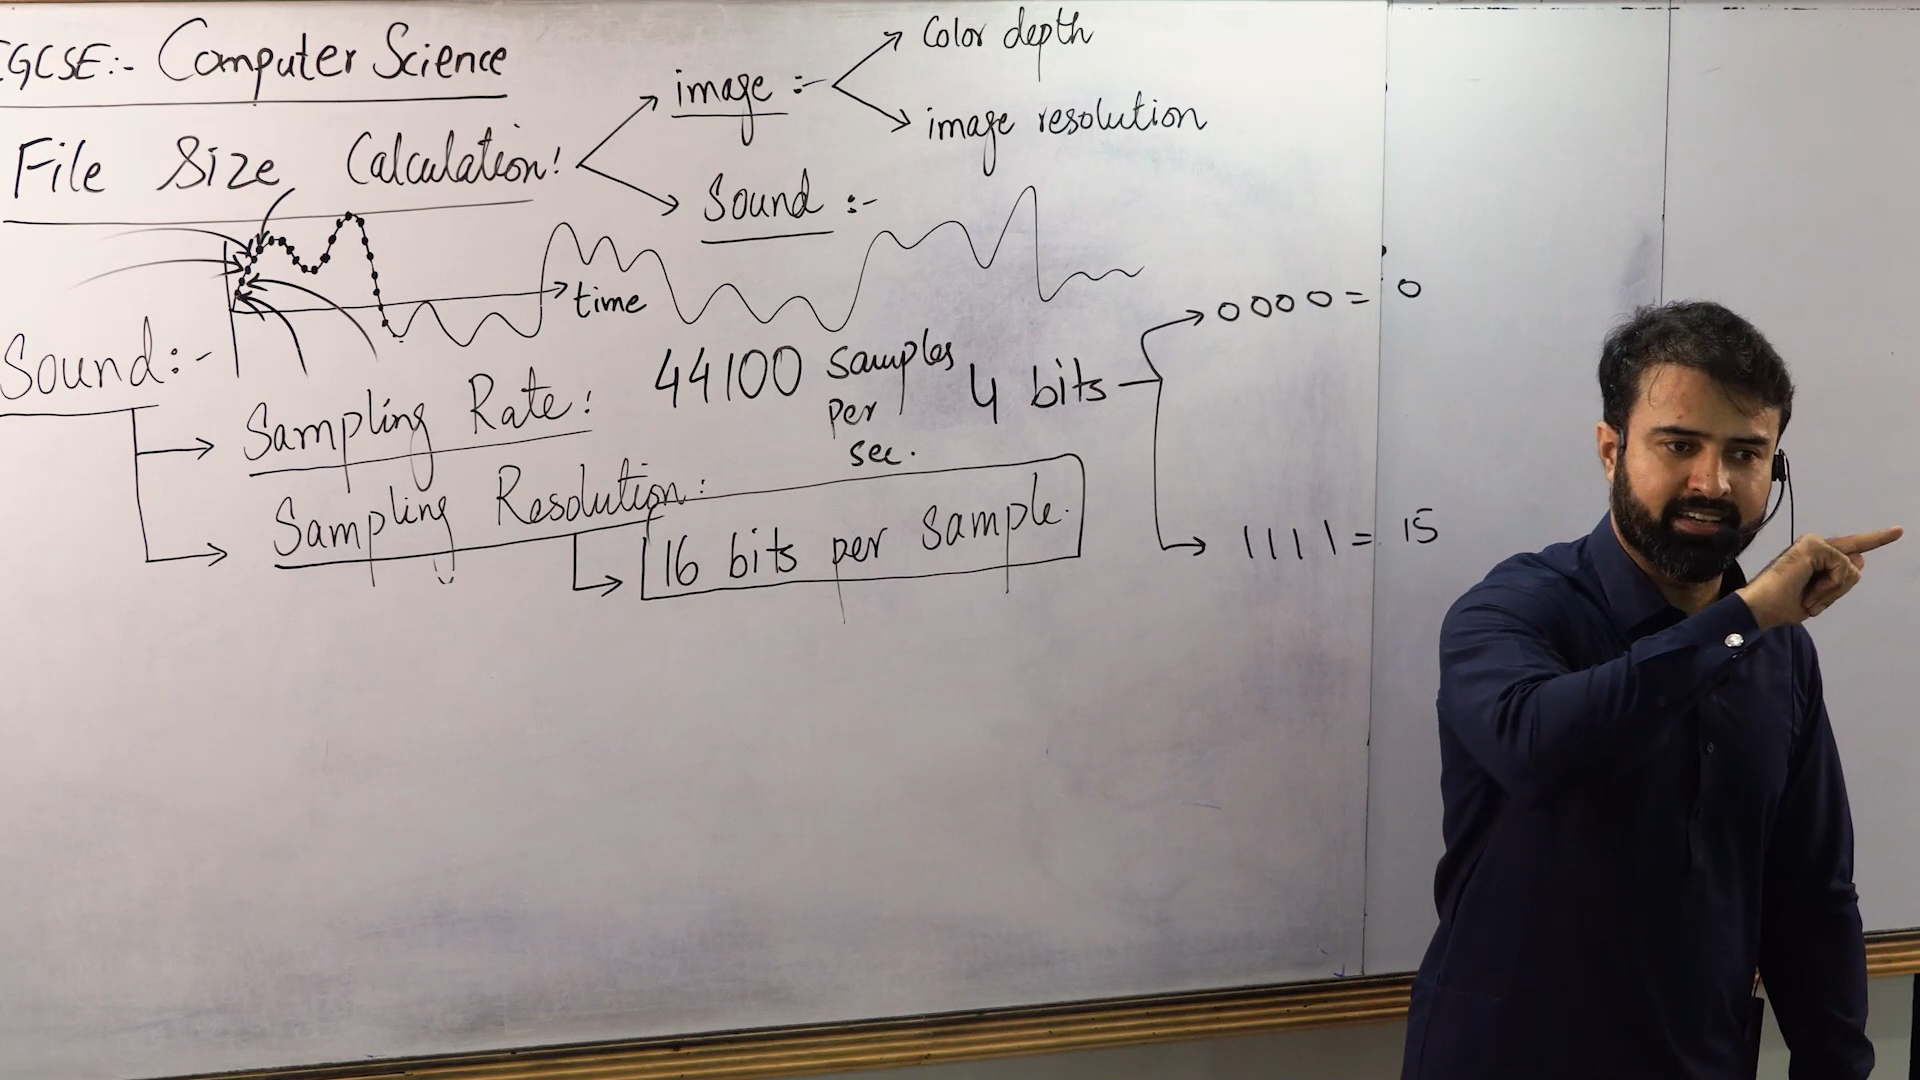 IGCSE:- Computer Science
File Size Calculation!
image :-
Color depth
image resolution
Sound :-
time
Sound:-
Sampling Rate:
44100 samples
per
sec.
4 bits
0000 = 0
1111 = 15
Sampling Resolution:
16 bits per sample.